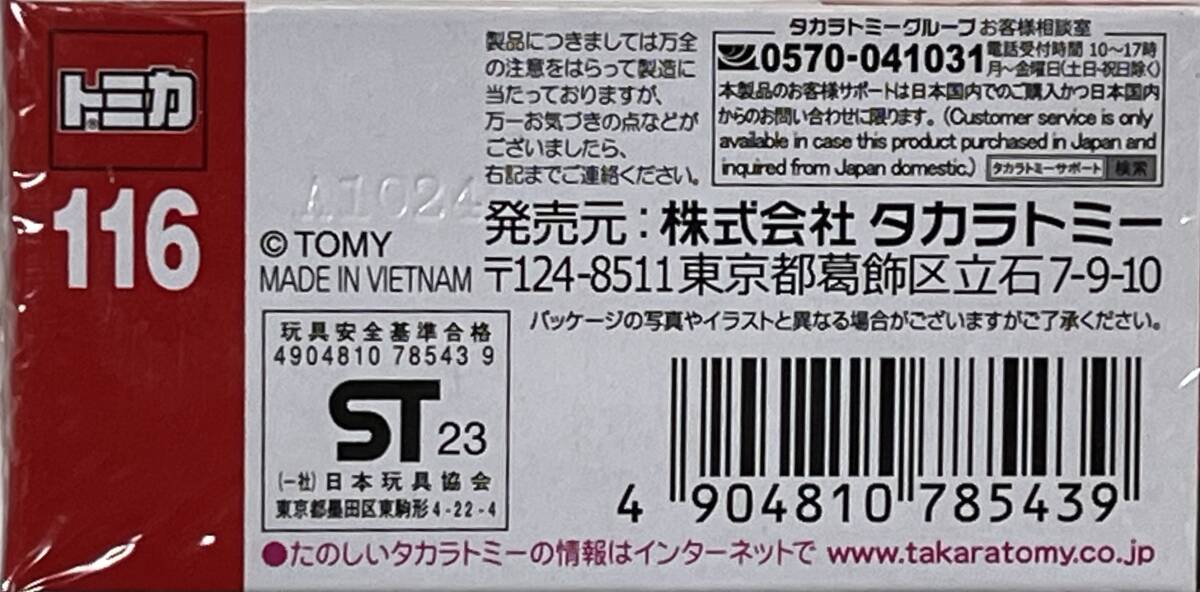 トミカ
116
製品につきましては万全
の注意をはらって製造に
当たっておりますが、
万一お気づきの点などが
ございましたら、
右記までご連絡ください。
タカラトミーグループ お客様相談室
0570-041031 電話受付時間 10〜17時
月〜金曜日(土日・祝日除く)
本製品のお客様サポートは日本国内でのご購入かつ日本国内
からのお問い合わせに限ります。(Customer service is only
available in case this product purchased in Japan and
inquired from Japan domestic.) タカラトミーサポート 検索
A1024
© TOMY
MADE IN VIETNAM
発売元：株式会社 タカラトミー
〒124-8511 東京都葛飾区立石7-9-10
パッケージの写真やイラストと異なる場合がございますがご了承ください。
玩具安全基準合格
4904810 78543 9
ST 23
(一社)日本玩具協会
東京都墨田区東駒形4-22-4
4 904810 785439
●たのしいタカラトミーの情報はインターネットで www.takaratomy.co.jp